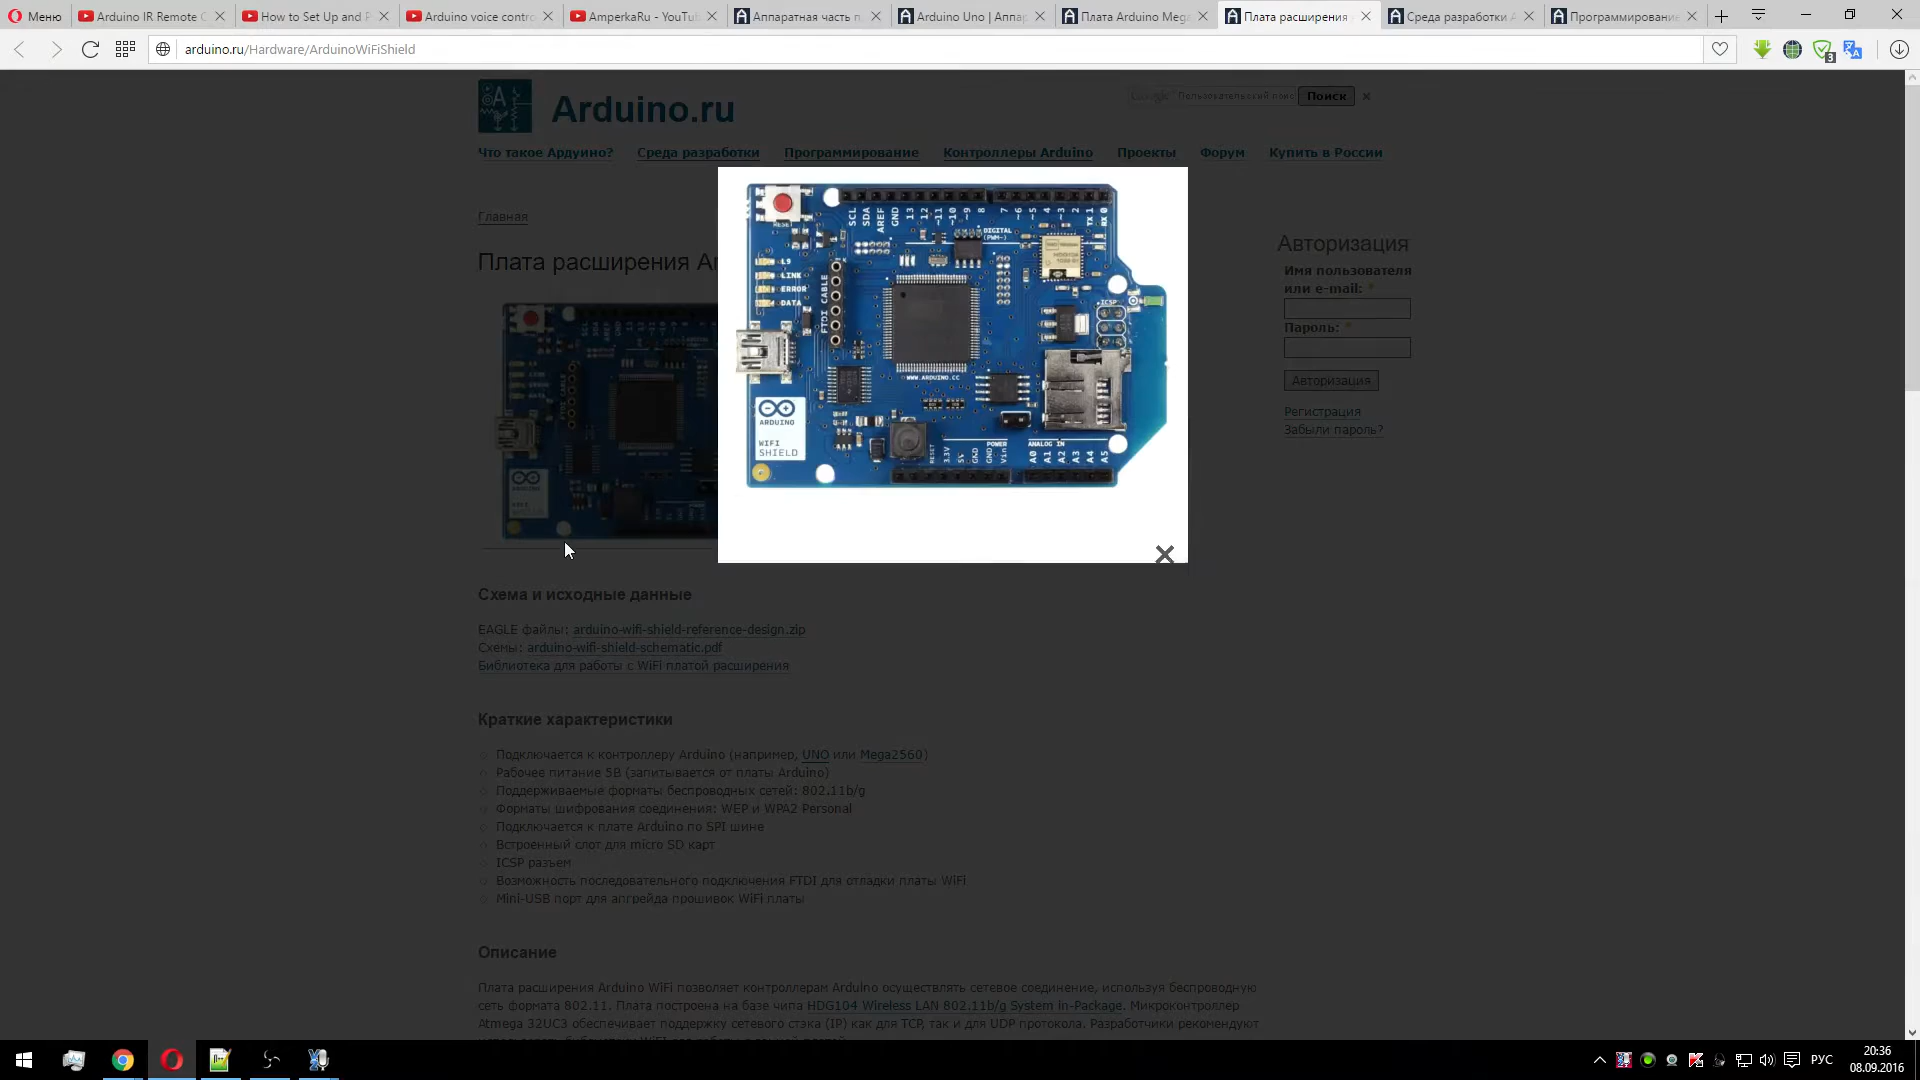 Меню
Arduino IR Remote C
How to Set Up and P
Arduino voice contro
AmperkaRu - YouTub
Аппаратная часть п
Arduino Uno | Аппар
Плата Arduino Mega
Плата расширения
Среда разработки A
Программирование
arduino.ru/Hardware/ArduinoWiFiShield
3
Arduino.ru
Google
Пользовательский поис
Поиск
Что такое Ардуино?
Среда разработки
Программирование
Контроллеры Arduino
Проекты
Форум
Купить в России
Главная
Плата расширения Ar
RESET
SCL
SDA
AREF
GND
13
12
~11
~10
~9
8
7
~6
~5
4
~3
2
TX 1
RX 0
DIGITAL
(PWM~)
L9
LINK
ERROR
DATA
FTDI CABLE
ICSP
WWW.ARDUINO.CC
ARDUINO
WIFI
SHIELD
POWER
ANALOG IN
RESET
3.3V
5V
GND
GND
Vin
A0
A1
A2
A3
A4
A5
Авторизация
Имя пользователя
или e-mail: *
Пароль: *
Авторизация
Регистрация
Забыли пароль?
Схема и исходные данные
EAGLE файлы: arduino-wifi-shield-reference-design.zip
Схемы: arduino-wifi-shield-schematic.pdf
Библиотека для работы с WiFi платой расширения
Краткие характеристики
Подключается к контроллеру Arduino (например, UNO или Mega2560)
Рабочее питание 5В (запитывается от платы Arduino)
Поддерживаемые форматы беспроводных сетей: 802.11b/g
Форматы шифрования соединения: WEP и WPA2 Personal
Подключается к плате Arduino по SPI шине
Встроенный слот для micro SD карт
ICSP разъем
Возможность последовательного подключения FTDI для отладки платы WiFi
Mini-USB порт для апгрейда прошивок WiFi платы
Описание
Плата расширения Arduino WiFi позволяет контроллерам Arduino осуществлять сетевое соединение, используя беспроводную
сеть формата 802.11. Плата построена на базе чипа HDG104 Wireless LAN 802.11b/g System in-Package. Микроконтроллер
Atmega 32UC3 обеспечивает поддержку сетевого стэка (IP) как для TCP, так и для UDP протокола. Разработчики рекомендуют
РУС
20:36
08.09.2016